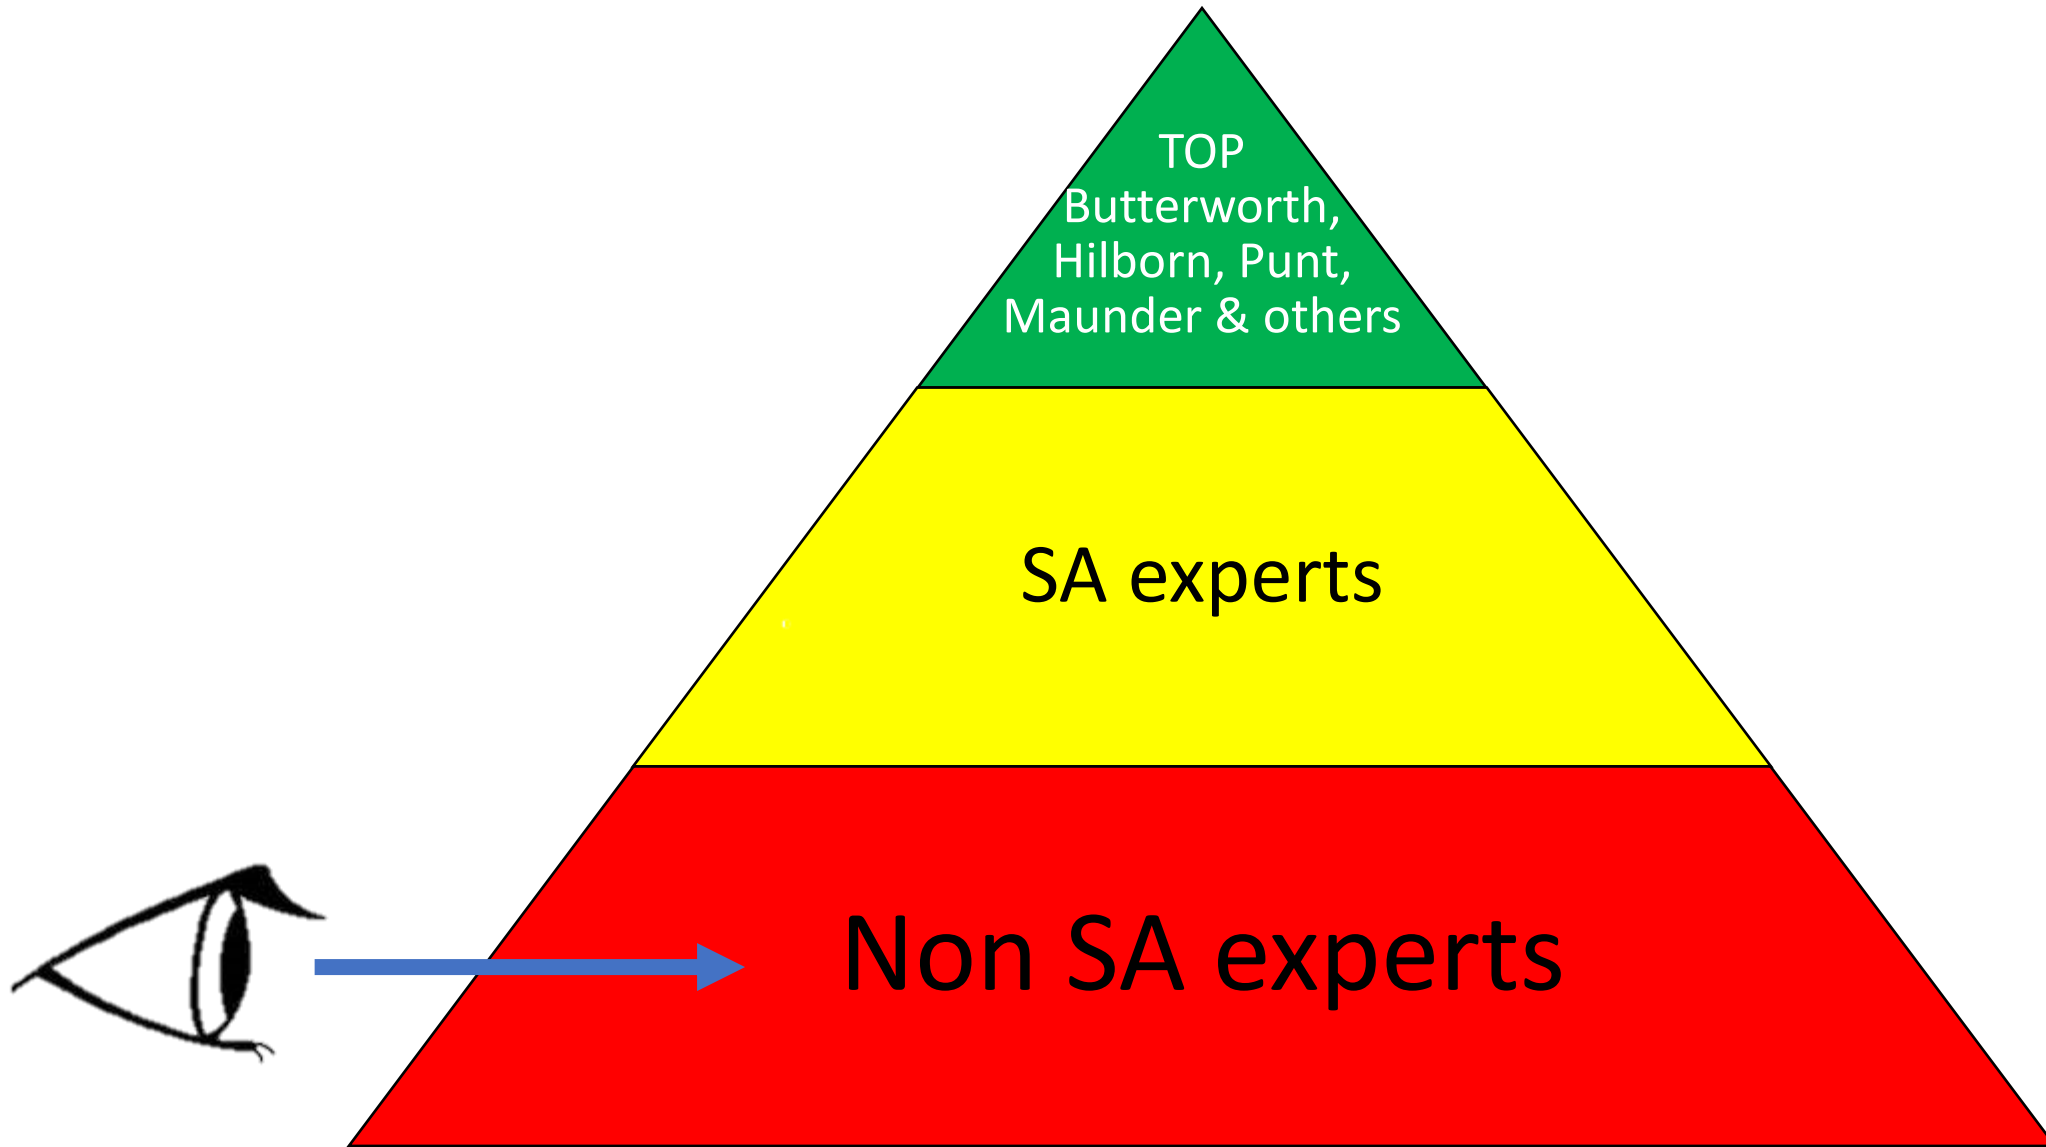 TOP
Butterworth,
Hilborn, Punt,
Maunder & others
SA experts
Non SA experts